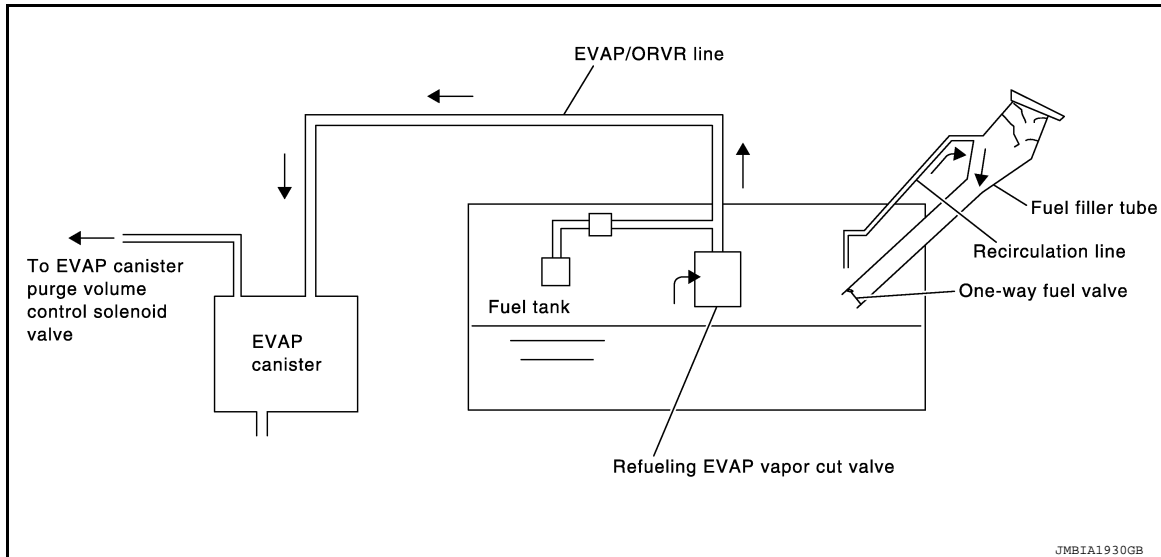 EVAP/ORVR line
Fuel filler tube
Recirculation line
One-way fuel valve
To EVAP canister
purge volume
control solenoid
valve
Fuel tank
EVAP
canister
Refueling EVAP vapor cut valve
JMBIA1930GB